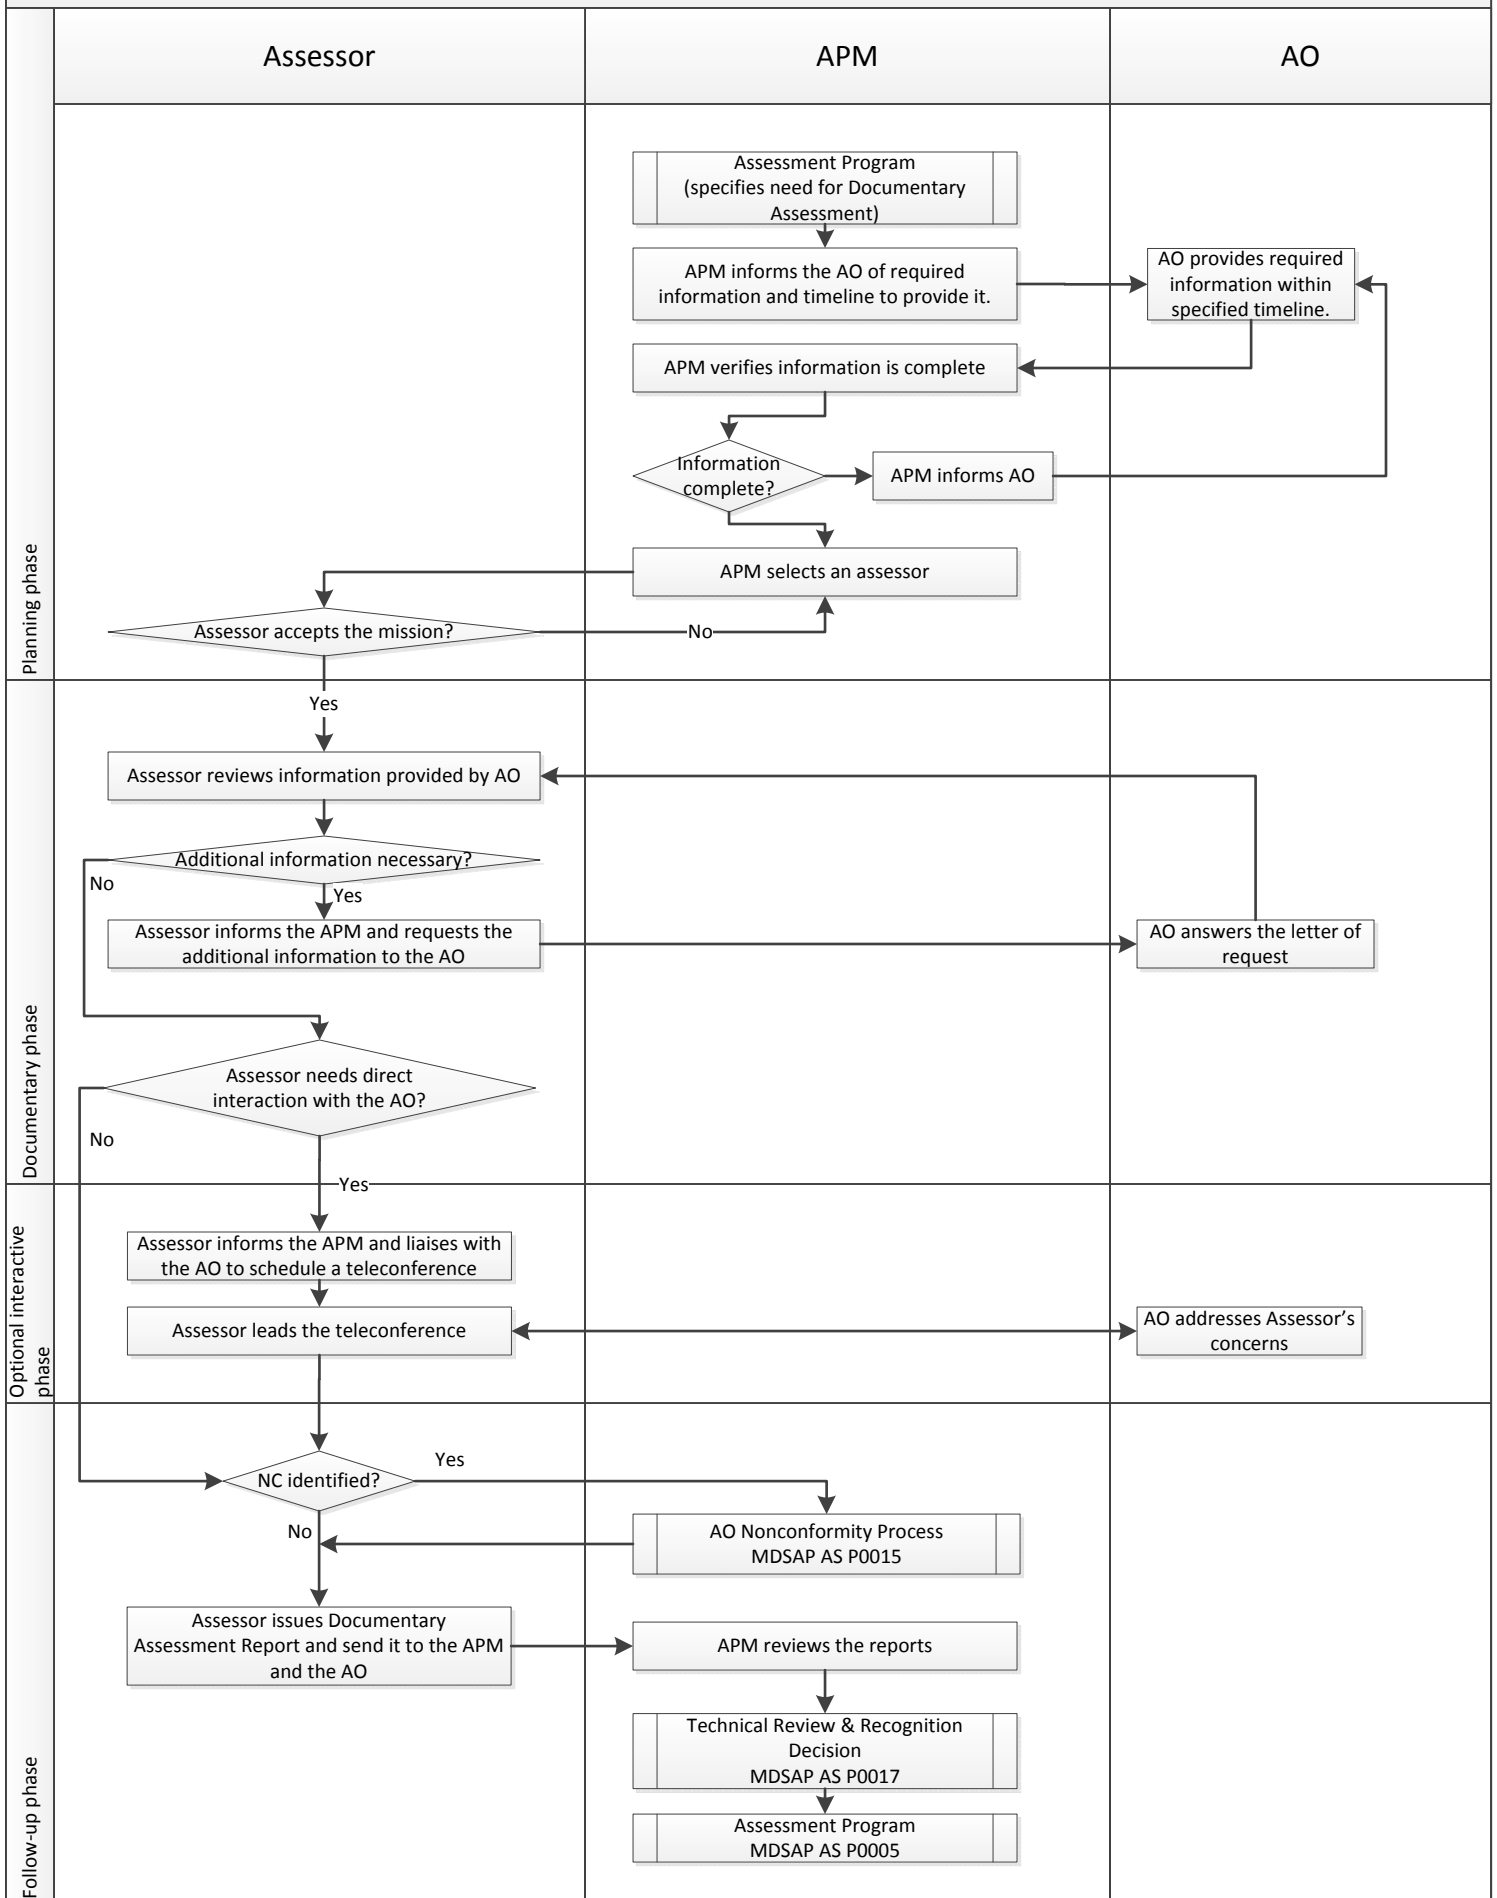 Assessor
APM
AO
Planning phase
Assessment Program
(specifies need for Documentary
Assessment)
APM informs the AO of required
information and timeline to provide it.
AO provides required
information within
specified timeline.
APM verifies information is complete
Information
complete?
APM informs AO
APM selects an assessor
Assessor accepts the mission?
No
Yes
Documentary phase
Assessor reviews information provided by AO
Additional information necessary?
No
Yes
Assessor informs the APM and requests the
additional information to the AO
AO answers the letter of
request
Assessor needs direct
interaction with the AO?
No
Yes
Optional interactive
phase
Assessor informs the APM and liaises with
the AO to schedule a teleconference
Assessor leads the teleconference
AO addresses Assessor’s
concerns
Follow-up phase
NC identified?
Yes
No
AO Nonconformity Process
MDSAP AS P0015
Assessor issues Documentary
Assessment Report and send it to the APM
and the AO
APM reviews the reports
Technical Review & Recognition
Decision
MDSAP AS P0017
Assessment Program
MDSAP AS P0005